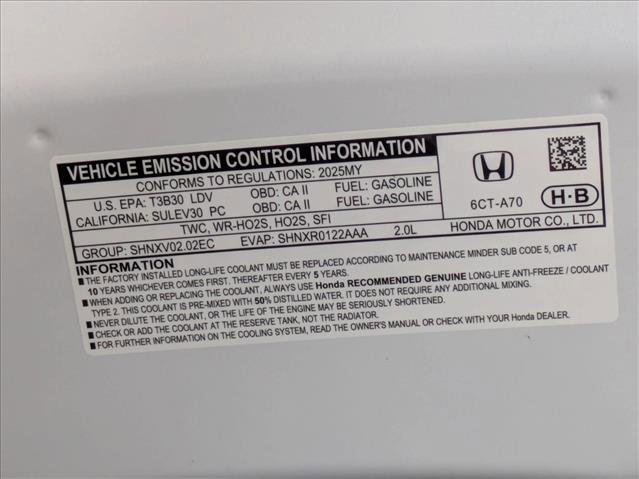 VEHICLE EMISSION CONTROL INFORMATION
CONFORMS TO REGULATIONS: 2025MY
U.S. EPA: T3B30 LDV OBD: CA II FUEL: GASOLINE
CALIFORNIA: SULEV30 PC OBD: CA II FUEL: GASOLINE
TWC, WR-HO2S, HO2S, SFI
GROUP: SHNXV02.02EC EVAP: SHNXR0122AAA 2.0L
6CT-A70 H·B
HONDA MOTOR CO., LTD.
INFORMATION
■ THE FACTORY INSTALLED LONG-LIFE COOLANT MUST BE REPLACED ACCORDING TO MAINTENANCE MINDER SUB CODE 5, OR AT
10 YEARS WHICHEVER COMES FIRST, THEREAFTER EVERY 5 YEARS.
■ WHEN ADDING OR REPLACING THE COOLANT, ALWAYS USE Honda RECOMMENDED GENUINE LONG-LIFE ANTI-FREEZE / COOLANT
TYPE 2. THIS COOLANT IS PRE-MIXED WITH 50% DISTILLED WATER. IT DOES NOT REQUIRE ANY ADDITIONAL MIXING.
■ NEVER DILUTE THE COOLANT, OR THE LIFE OF THE ENGINE MAY BE SERIOUSLY SHORTENED.
■ CHECK OR ADD COOLANT AT THE RESERVE TANK, NOT THE RADIATOR.
■ FOR FURTHER INFORMATION ON THE COOLING SYSTEM, READ THE OWNER'S MANUAL OR CHECK WITH YOUR Honda DEALER.